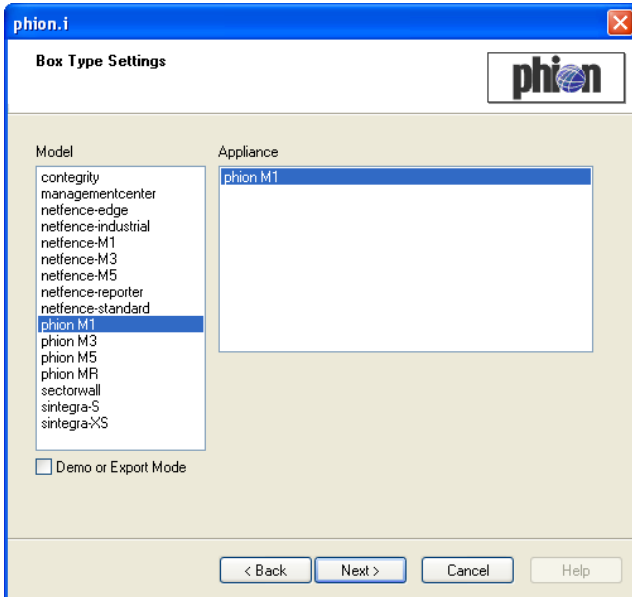 phion.i
Box Type Settings
phion
Model
Appliance
contegrity
managementcenter
netfence-edge
netfence-industrial
netfence-M1
netfence-M3
netfence-M5
netfence-reporter
netfence-standard
phion M1
phion M3
phion M5
phion MR
sectorwall
sintegra-S
sintegra-XS
phion M1
Demo or Export Mode
< Back
Next >
Cancel
Help